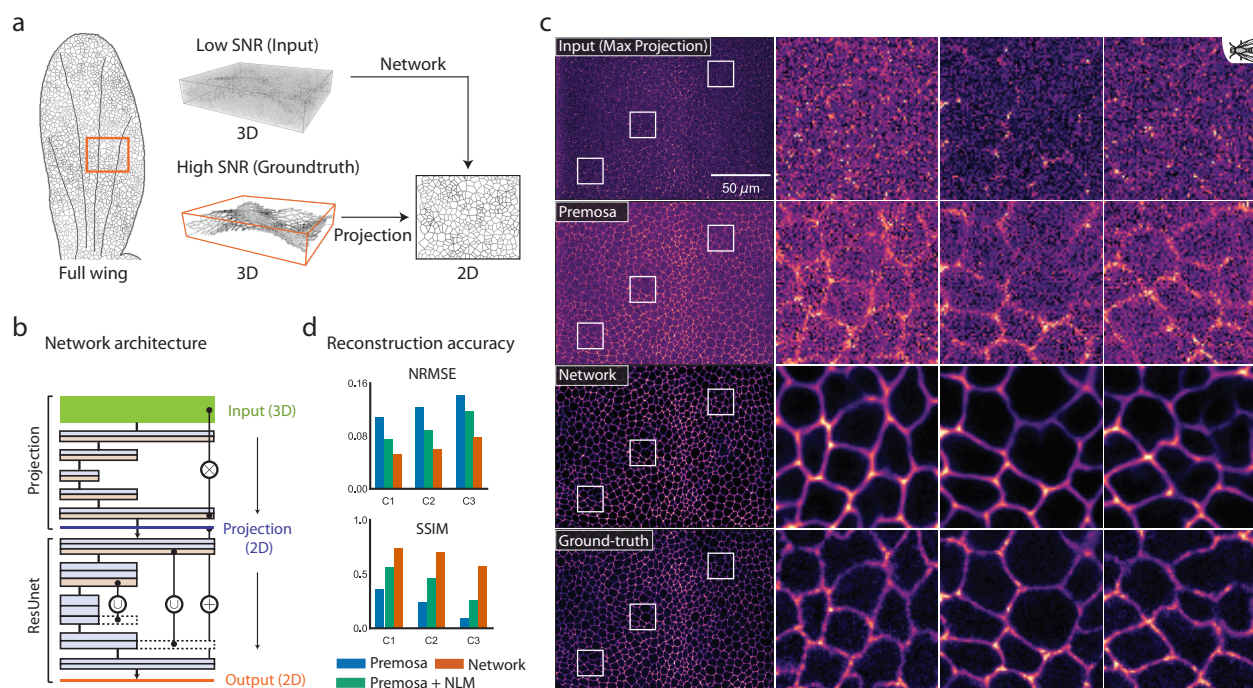 a
Low SNR (Input)
3D
Network
High SNR (Groundtruth)
3D
Projection
2D
Full wing
b
Network architecture
Projection
ResUnet
Input (3D)
Projection
(2D)
Output (2D)
U
U
d
Reconstruction accuracy
NRMSE
0.16
0.08
0.00
C1
C2
C3
SSIM
1.0
0.5
0.0
C1
C2
C3
Premosa
Network
Premosa + NLM
c
Input (Max Projection)
50 µm
Premosa
Network
Ground-truth